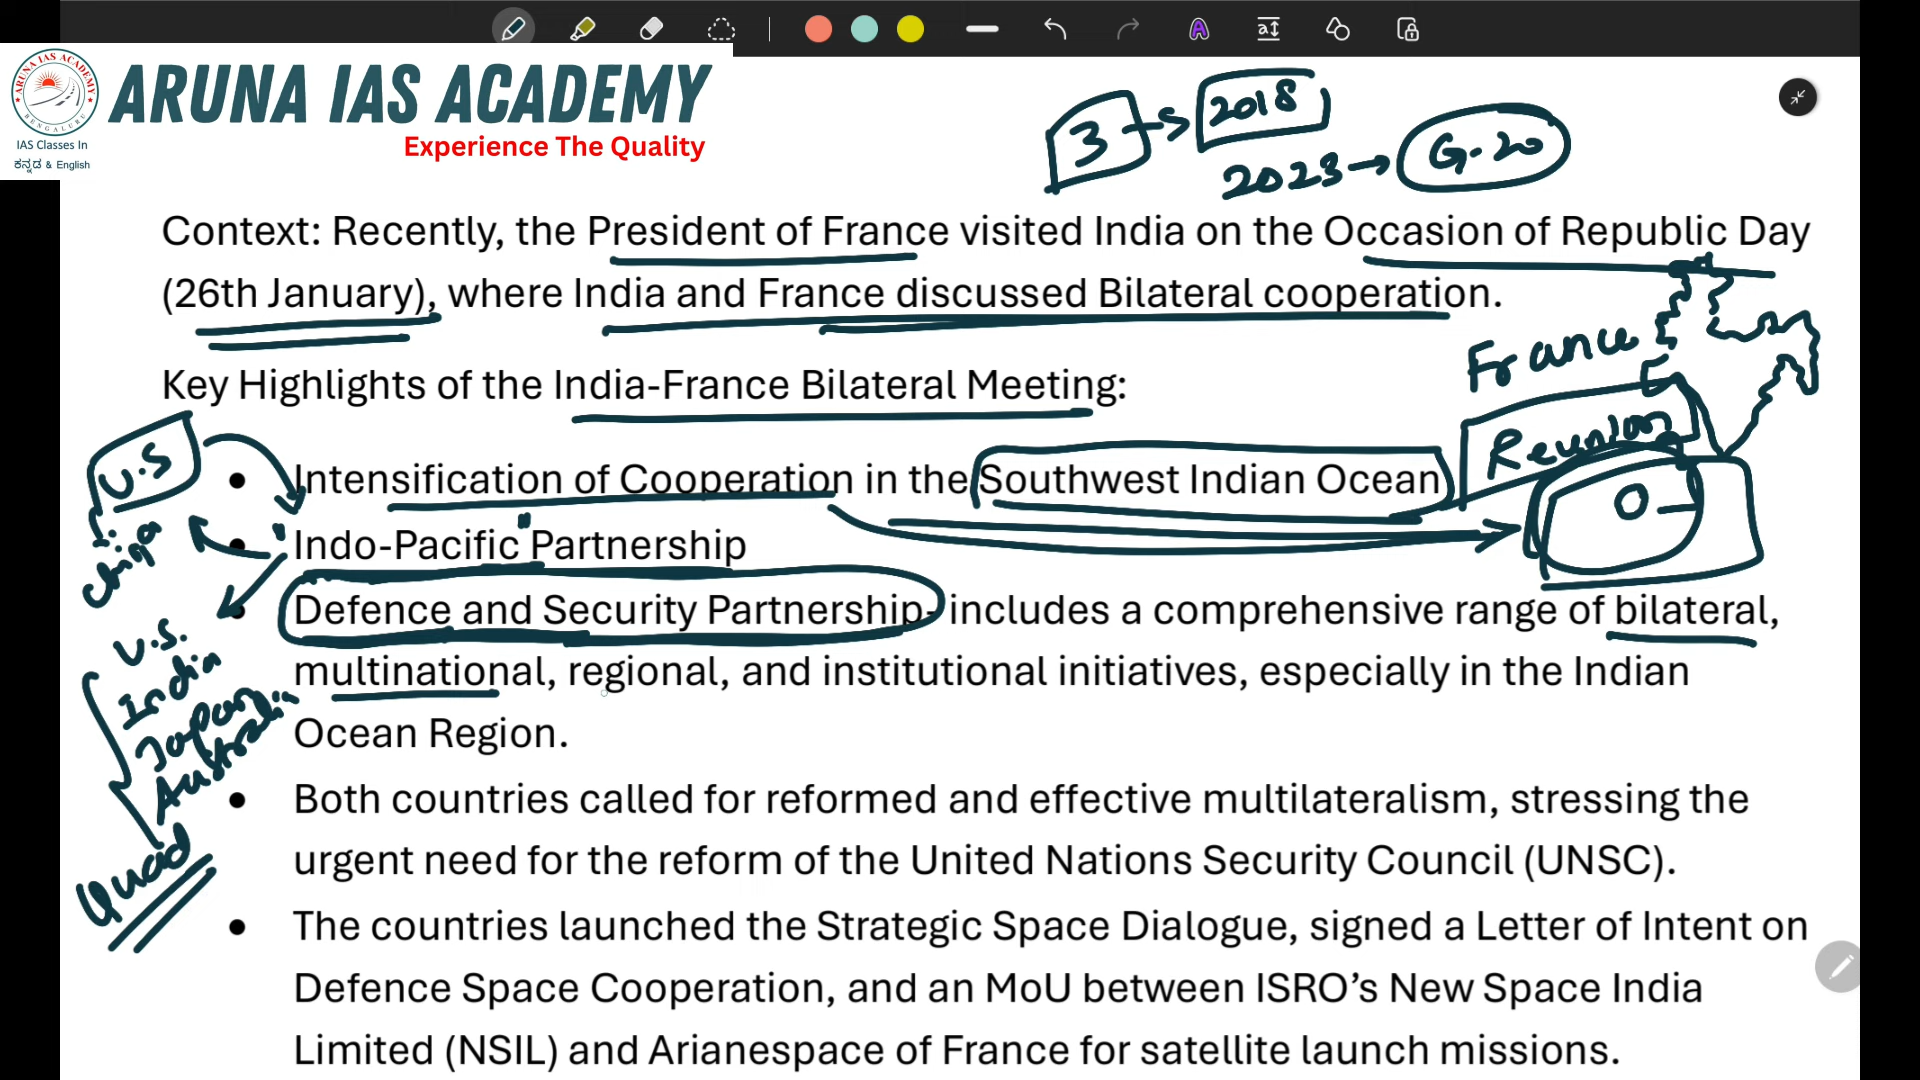 ARUNA IAS ACADEMY
Experience The Quality
ARUNA IAS ACADEMY
BENGALURU
IAS Classes In
ಕನ್ನಡ & English
3 → 2018
2023 → G-20
Context: Recently, the President of France visited India on the Occasion of Republic Day
(26th January), where India and France discussed Bilateral cooperation.
France
Key Highlights of the India-France Bilateral Meeting:
Reunion
U.S
• Intensification of Cooperation in the Southwest Indian Ocean
China
• Indo-Pacific Partnership
• Defence and Security Partnership- includes a comprehensive range of bilateral,
multinational, regional, and institutional initiatives, especially in the Indian
Ocean Region.
U.S.
India
Japan
Australia
Quad
• Both countries called for reformed and effective multilateralism, stressing the
urgent need for the reform of the United Nations Security Council (UNSC).
• The countries launched the Strategic Space Dialogue, signed a Letter of Intent on
Defence Space Cooperation, and an MoU between ISRO’s New Space India
Limited (NSIL) and Arianespace of France for satellite launch missions.